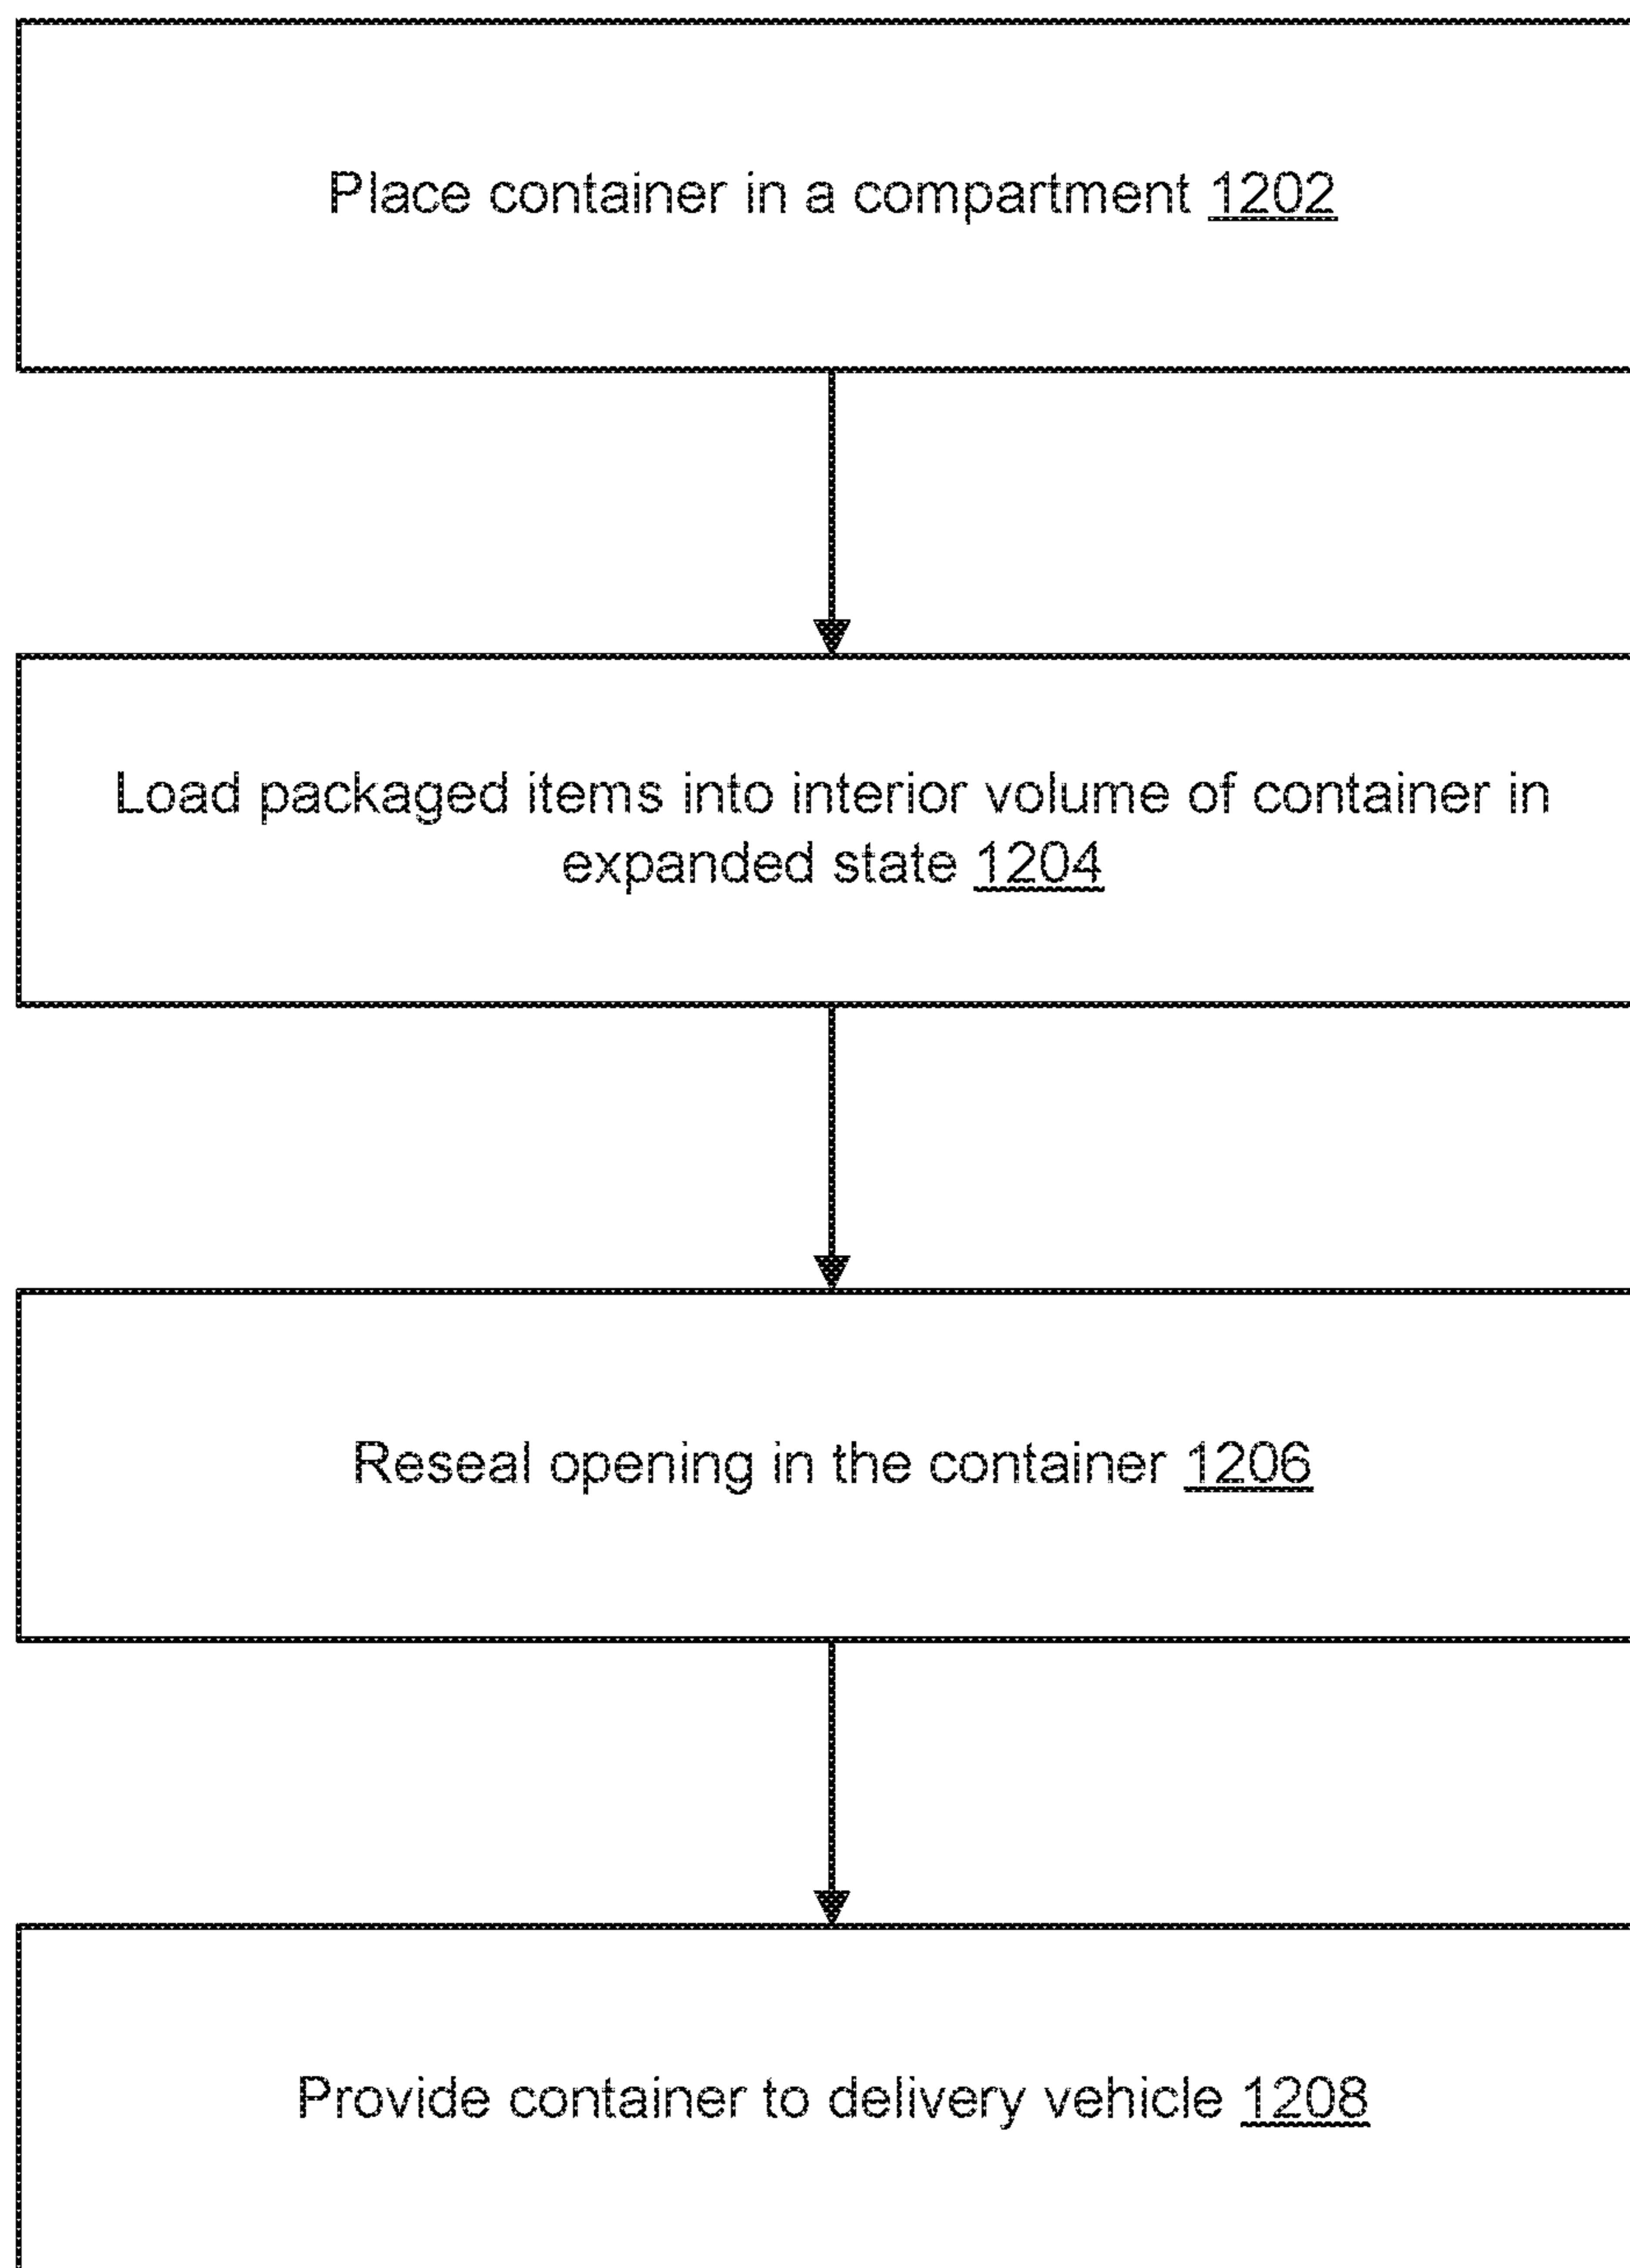 Place container in a compartment 1202
Load packaged items into interior volume of container in
expanded state 1204
Reseal opening in the container 1206
Provide container to delivery vehicle 1208